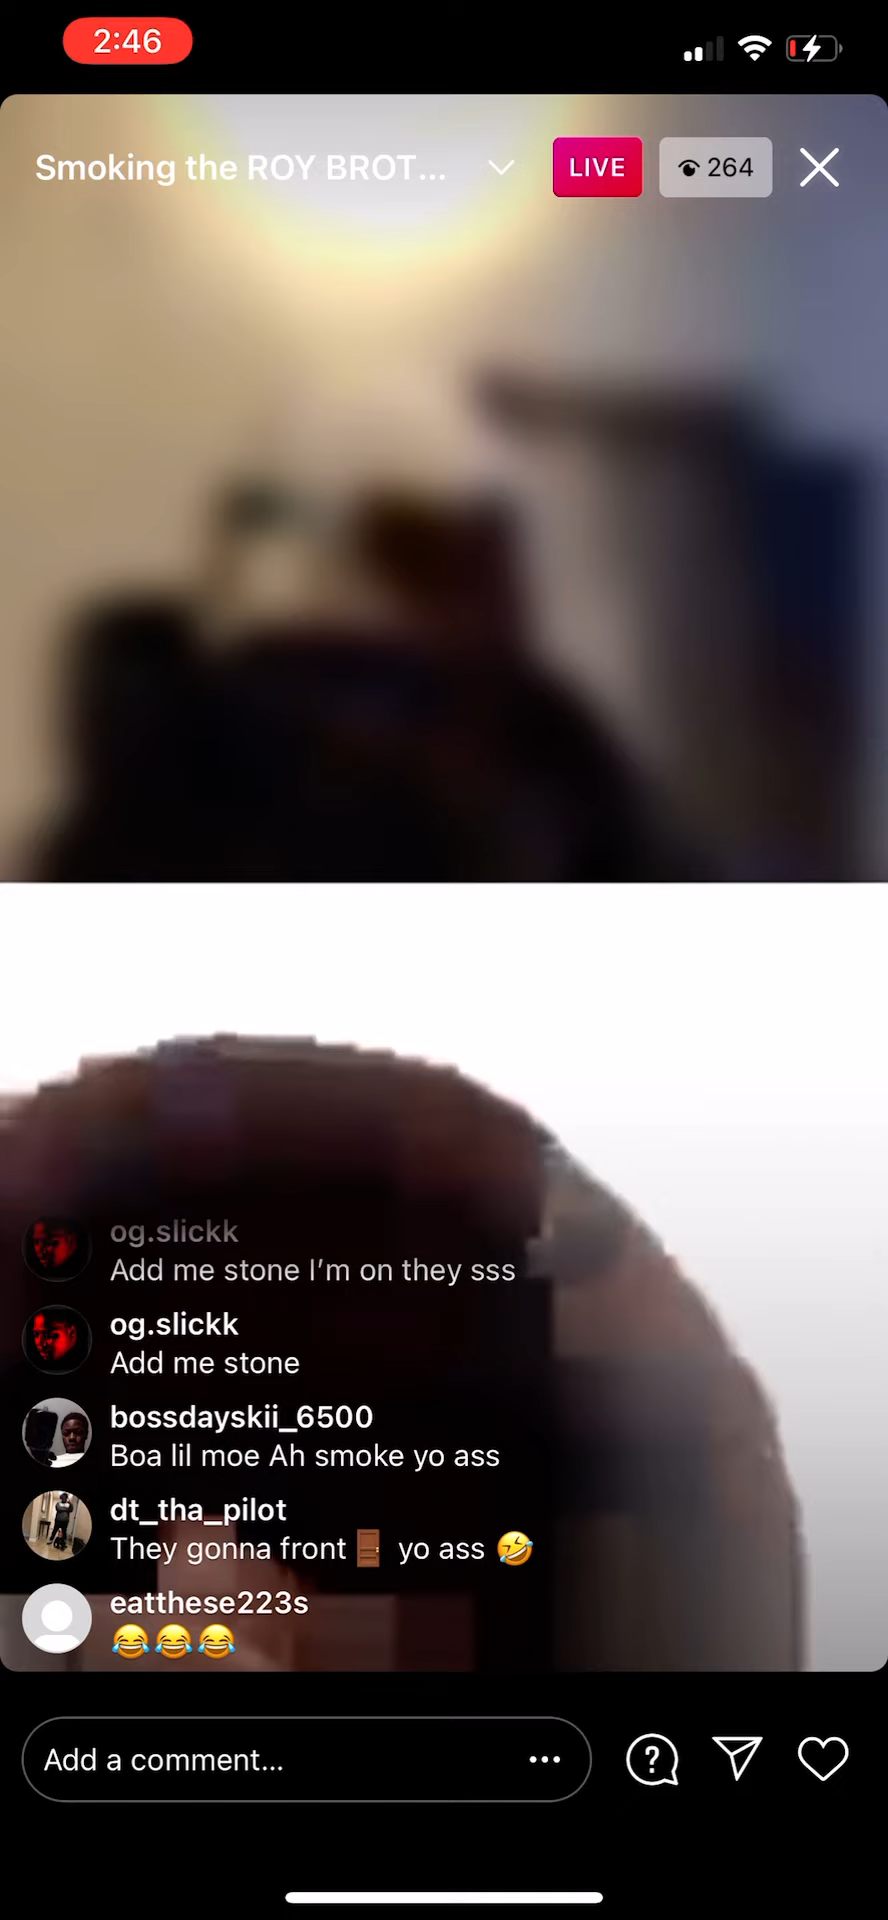 2:46
Smoking the ROY BROT...
LIVE
264
og.slickk
Add me stone I'm on they sss
og.slickk
Add me stone
bossdayskii_6500
Boa lil moe Ah smoke yo ass
dt_tha_pilot
They gonna front 🚪 yo ass 🤣
eatthese223s
😂😂😂
Add a comment...